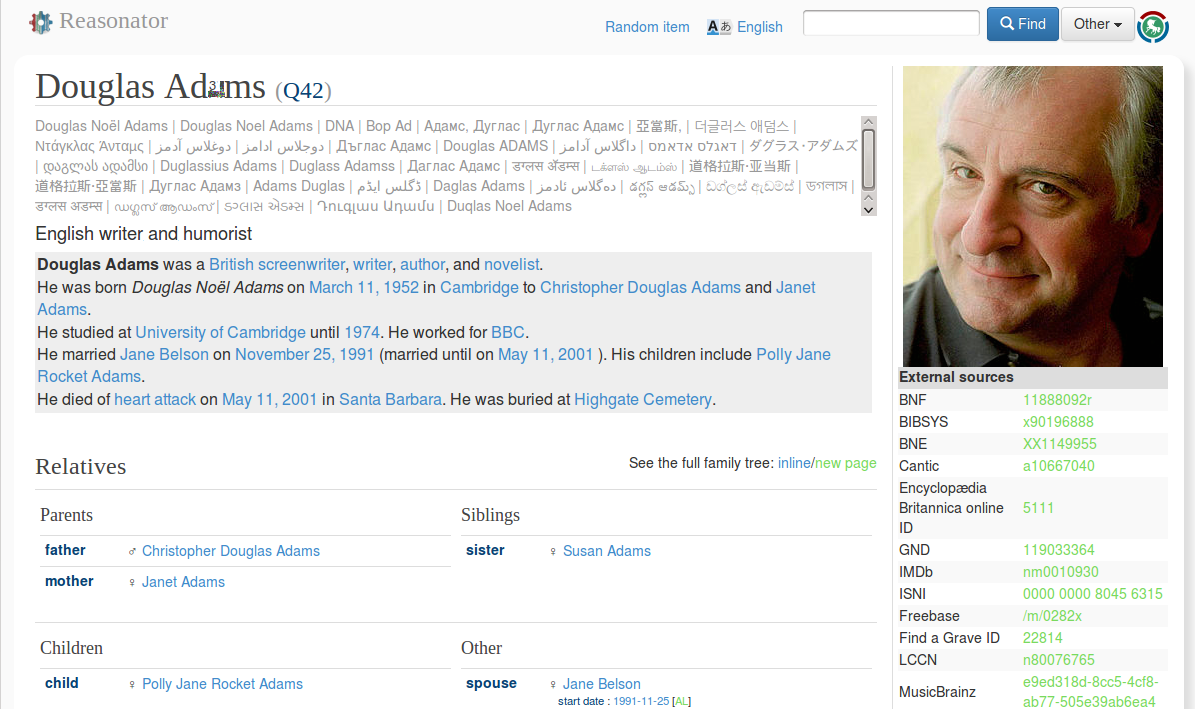 Reasonator
Random item
Aあ English
Find
Other
Douglas Adams (Q42)
Douglas Noël Adams | Douglas Noel Adams | DNA | Bop Ad | Адамс, Дуглас | Дуглас Адамс | 亞當斯, | 더글러스 애덤스 |
Ντάγκλας Άνταμς | دوغلاس آدمز | دوجلاس ادامز | Дъглас Адамс | Douglas ADAMS | داگلاس آدامز | דאגלס אדאמס | ダグラス・アダムズ
| დაგლას ადამსი | Duglassius Adams | Duglass Adamss | Даглас Адамс | डग्लस अ‍ॅडम्स | டக்ளஸ் ஆடம்ஸ் | 道格拉斯·亚当斯 |
道格拉斯·亞當斯 | Дуглас Адамз | Adams Duglas | ڈگلس ایڈم | Daglas Adams | ده‌گلاس ئادمز | డగ్లస్ ఆడమ్స్ | ඩග්ලස් ඇඩම්ස් | ডগলাস |
डगलस अडम्स | ഡഗ്ലസ് ആഡംസ് | ડગ્લાસ એડમ્સ | Դուգլաս Ադամս | Duqlas Noel Adams
English writer and humorist
Douglas Adams was a British screenwriter, writer, author, and novelist.
He was born Douglas Noël Adams on March 11, 1952 in Cambridge to Christopher Douglas Adams and Janet
Adams.
He studied at University of Cambridge until 1974. He worked for BBC.
He married Jane Belson on November 25, 1991 (married until on May 11, 2001 ). His children include Polly Jane
Rocket Adams.
He died of heart attack on May 11, 2001 in Santa Barbara. He was buried at Highgate Cemetery.
Relatives
See the full family tree: inline/new page
Parents
father ♂ Christopher Douglas Adams
mother ♀ Janet Adams
Siblings
sister ♀ Susan Adams
Children
child ♀ Polly Jane Rocket Adams
Other
spouse ♀ Jane Belson
start date : 1991-11-25 [AL]
External sources
BNF 11888092r
BIBSYS x90196888
BNE XX1149955
Cantic a10667040
Encyclopædia
Britannica online 5111
ID
GND 119033364
IMDb nm0010930
ISNI 0000 0000 8045 6315
Freebase /m/0282x
Find a Grave ID 22814
LCCN n80076765
MusicBrainz e9ed318d-8cc5-4cf8-
ab77-505e39ab6ea4